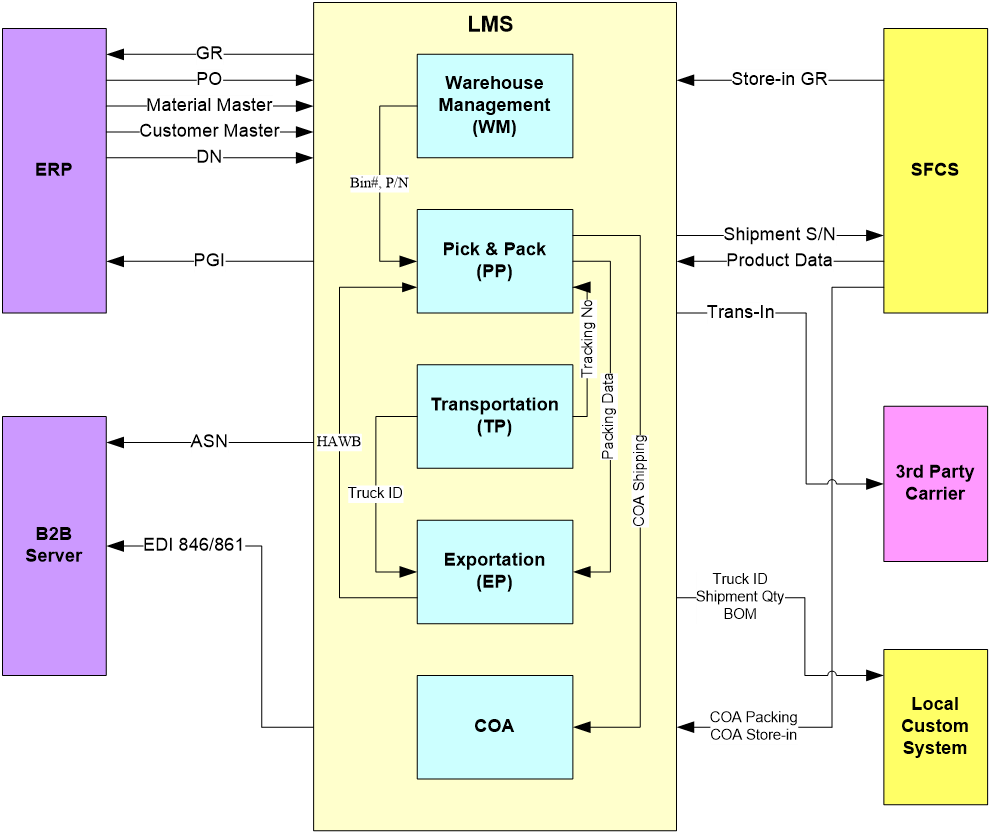 LMS
GR
PO
Material Master
Customer Master
DN
ERP
PGI
ASN
B2B
Server
EDI 846/861
Warehouse
Management
(WM)
Bin#, P/N
Pick & Pack
(PP)
Tracking No
Packing Data
COA Shipping
Transportation
(TP)
HAWB
Truck ID
Exportation
(EP)
COA
Store-in GR
SFCS
Shipment S/N
Product Data
Trans-In
3rd Party
Carrier
Truck ID
Shipment Qty
BOM
COA Packing
COA Store-in
Local
Custom
System